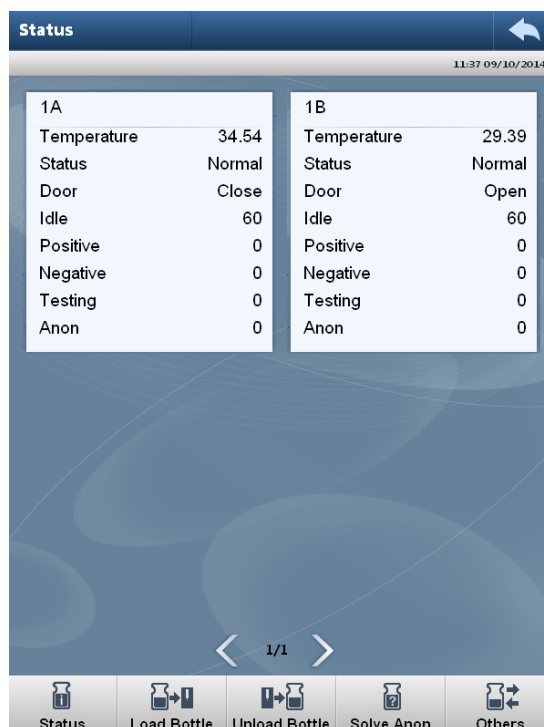 Status
11:37 09/10/2014
1A
Temperature 34.54
Status Normal
Door Close
Idle 60
Positive 0
Negative 0
Testing 0
Anon 0
1B
Temperature 29.39
Status Normal
Door Open
Idle 60
Positive 0
Negative 0
Testing 0
Anon 0
1/1
Status
Load Bottle
Unload Bottle
Solve Anon
Others